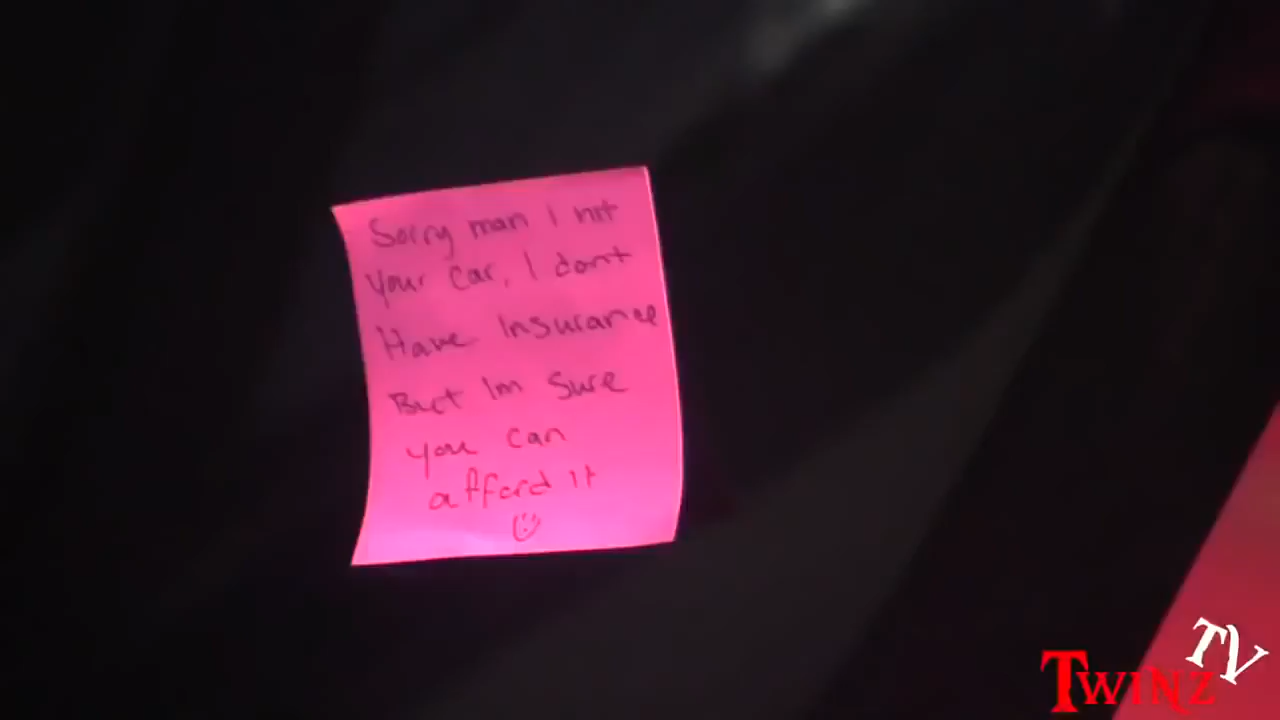 Sorry man I hit
your car, I dont
Have Insurance
But Im Sure
you can
afford it
TV
TWINZ